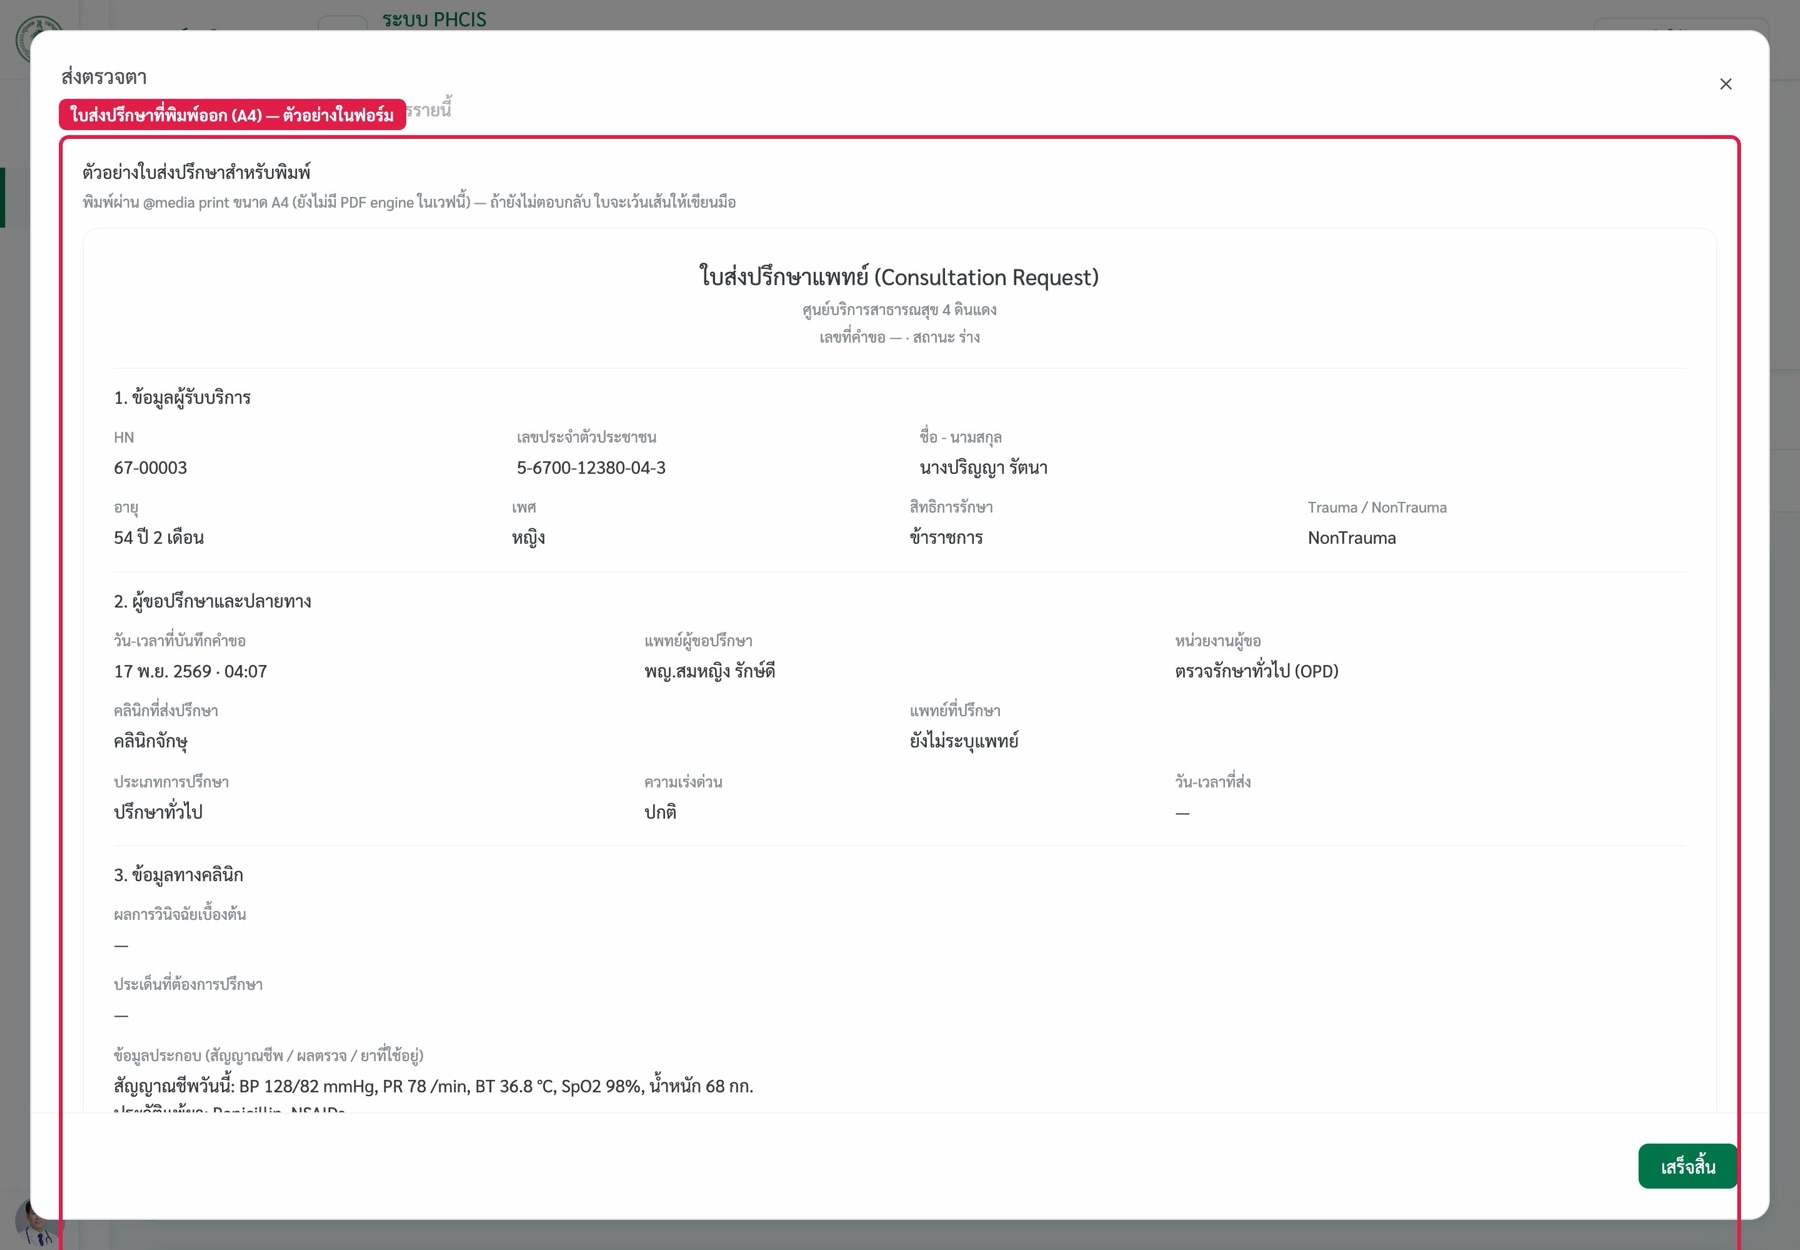 ระบบ PHCIS
ส่งตรวจตา
ใบส่งปรึกษาที่พิมพ์ออก (A4) — ตัวอย่างในฟอร์ม
รรายนี้
ตัวอย่างใบส่งปรึกษาสำหรับพิมพ์
พิมพ์ผ่าน @media print ขนาด A4 (ยังไม่มี PDF engine ในเวฟนี้) — ถ้ายังไม่ตอบกลับ ใบจะเว้นเส้นให้เขียนมือ
ใบส่งปรึกษาแพทย์ (Consultation Request)
ศูนย์บริการสาธารณสุข 4 ดินแดง
เลขที่คำขอ — · สถานะ ร่าง
1. ข้อมูลผู้รับบริการ
HN เลขประจำตัวประชาชน ชื่อ - นามสกุล
67-00003 5-6700-12380-04-3 นางปริญญา รัตนา
อายุ เพศ สิทธิการรักษา Trauma / NonTrauma
54 ปี 2 เดือน หญิง ข้าราชการ NonTrauma
2. ผู้ขอปรึกษาและปลายทาง
วัน-เวลาที่บันทึกคำขอ แพทย์ผู้ขอปรึกษา หน่วยงานผู้ขอ
17 พ.ย. 2569 · 04:07 พญ.สมหญิง รักษ์ดี ตรวจรักษาทั่วไป (OPD)
คลินิกที่ส่งปรึกษา แพทย์ที่ปรึกษา
คลินิกจักษุ ยังไม่ระบุแพทย์
ประเภทการปรึกษา ความเร่งด่วน วัน-เวลาที่ส่ง
ปรึกษาทั่วไป ปกติ —
3. ข้อมูลทางคลินิก
ผลการวินิจฉัยเบื้องต้น
—
ประเด็นที่ต้องการปรึกษา
—
ข้อมูลประกอบ (สัญญาณชีพ / ผลตรวจ / ยาที่ใช้อยู่)
สัญญาณชีพวันนี้: BP 128/82 mmHg, PR 78 /min, BT 36.8 °C, SpO2 98%, น้ำหนัก 68 กก.
ประวัติแพ้ยา: Penicillin, NSAIDs
เสร็จสิ้น